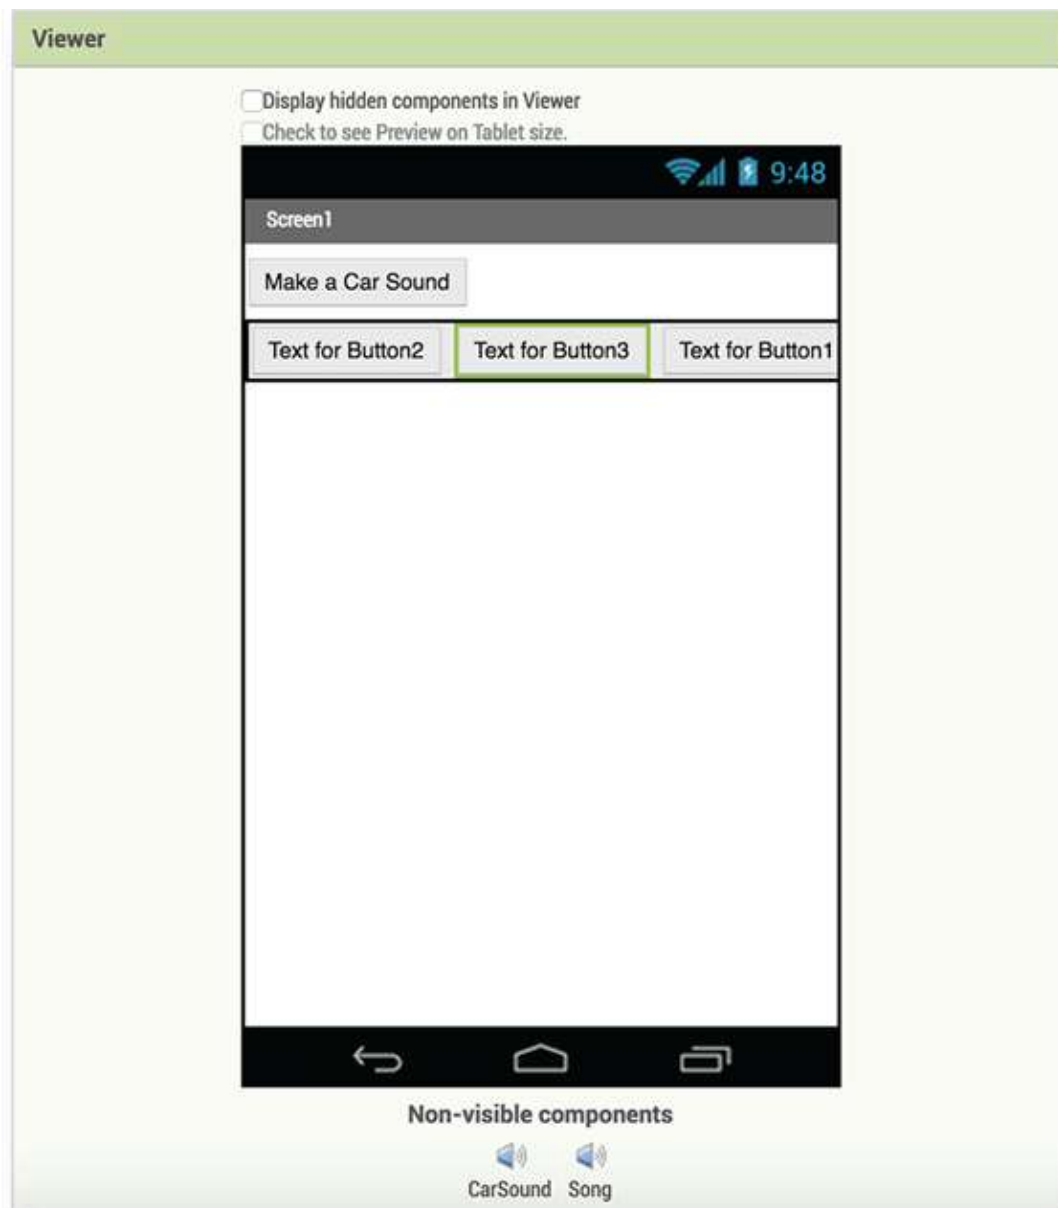 Viewer
Display hidden components in Viewer
Check to see Preview on Tablet size.
9:48
Screen1
Make a Car Sound
Text for Button2 Text for Button3 Text for Button1
Non-visible components
CarSound Song